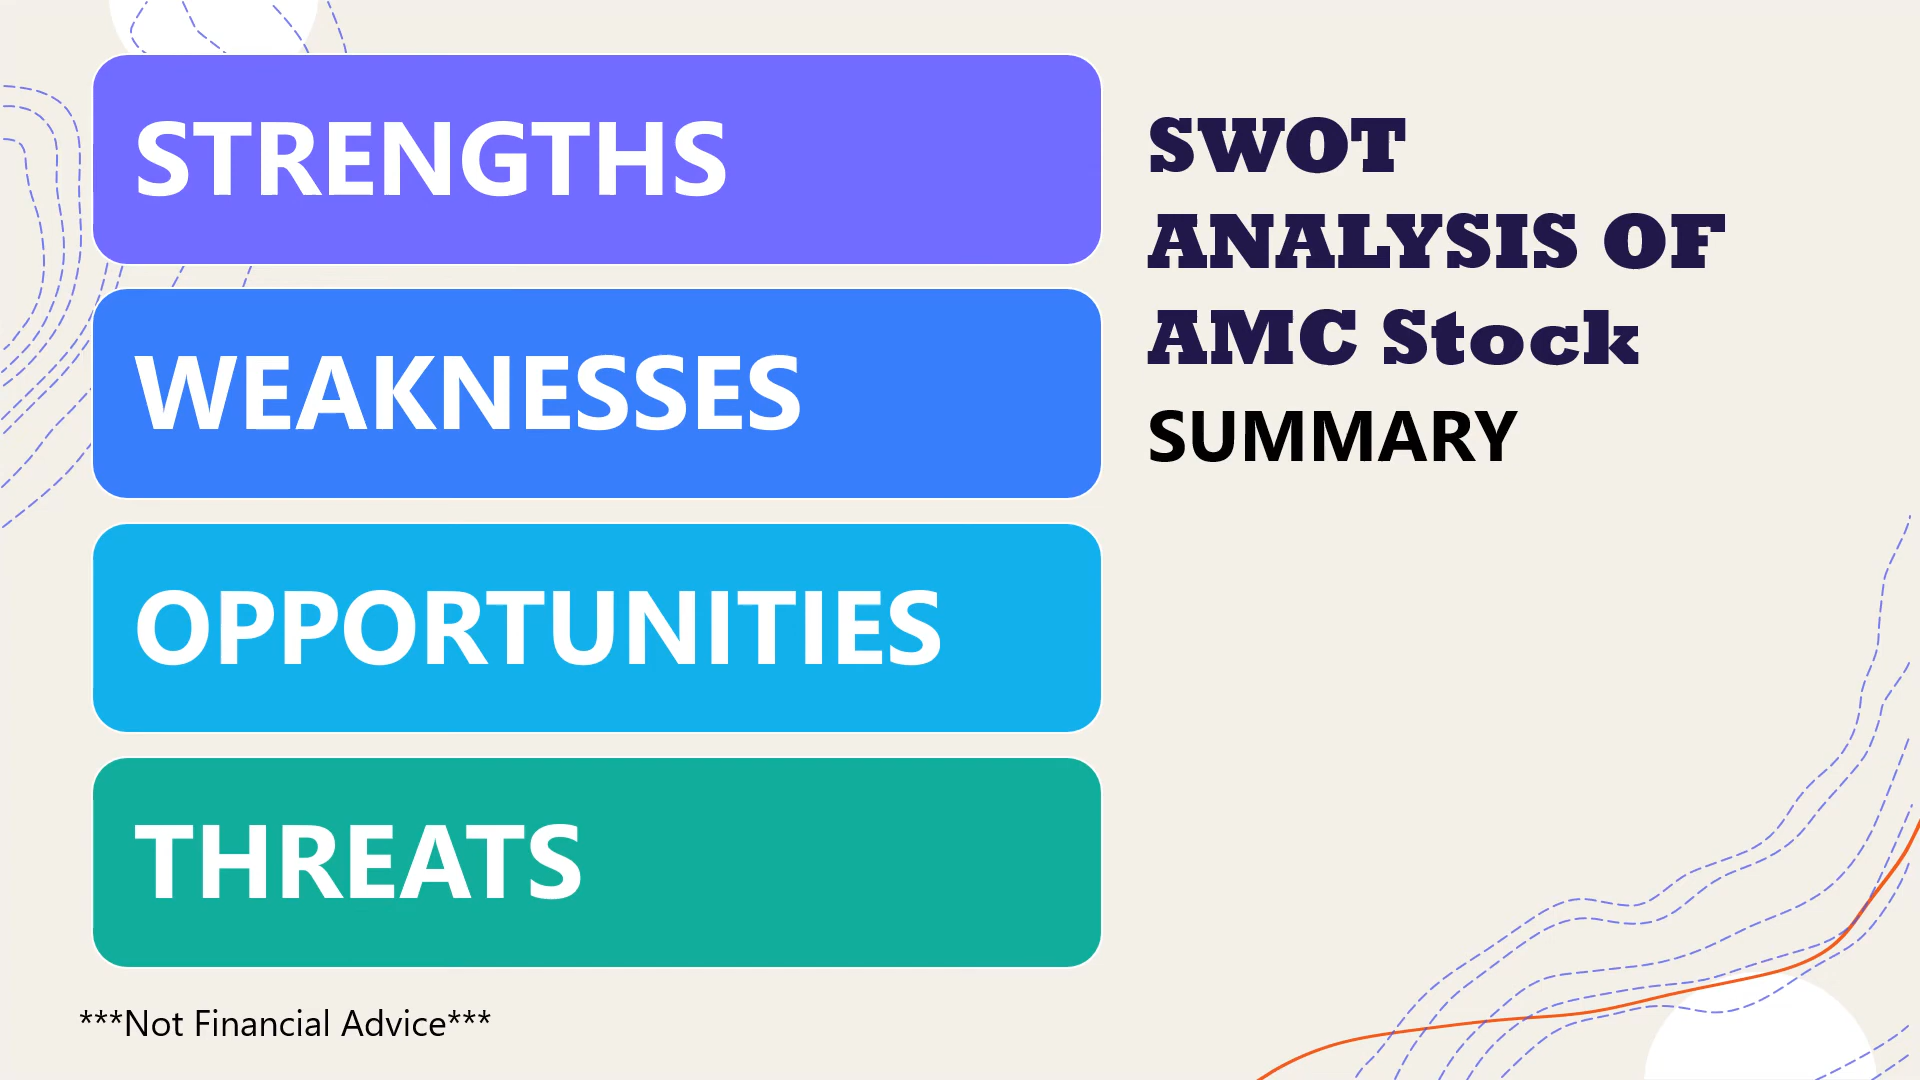 STRENGTHS
WEAKNESSES
OPPORTUNITIES
THREATS
***Not Financial Advice***
SWOT
ANALYSIS OF
AMC Stock
SUMMARY